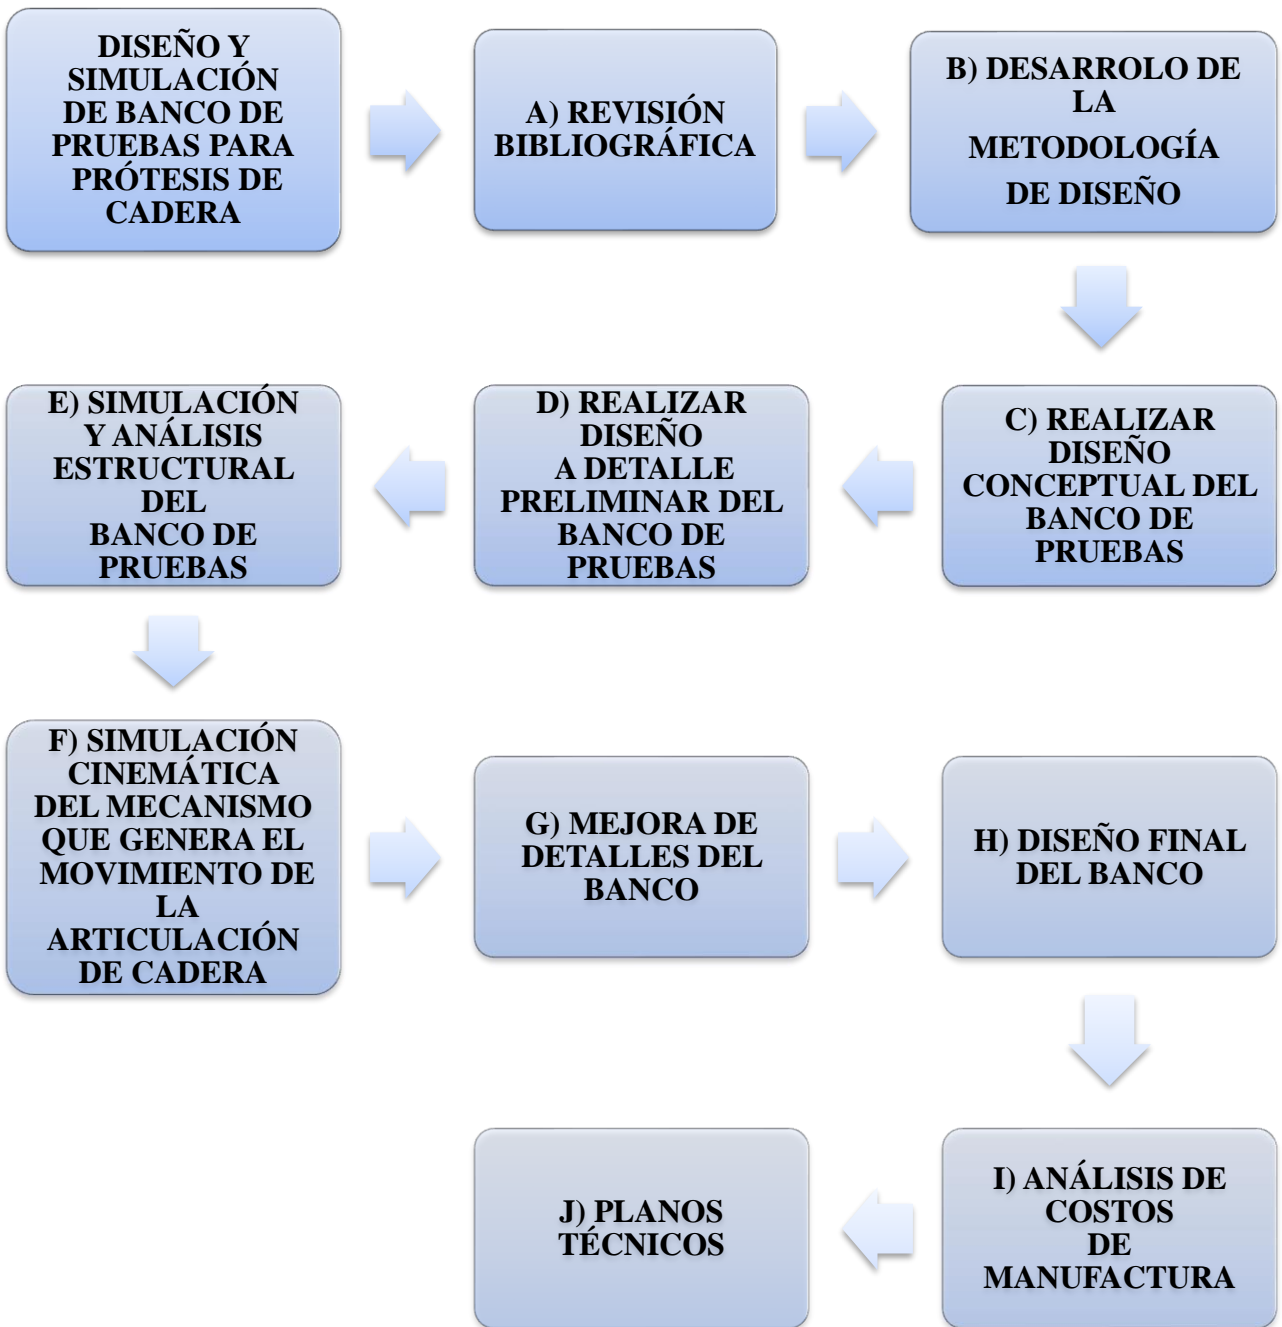 DISEÑO Y
SIMULACIÓN
DE BANCO DE
PRUEBAS PARA
PRÓTESIS DE
CADERA
A) REVISIÓN
BIBLIOGRÁFICA
B) DESARROLO DE
LA
METODOLOGÍA
DE DISEÑO
C) REALIZAR
DISEÑO
CONCEPTUAL DEL
BANCO DE
PRUEBAS
D) REALIZAR
DISEÑO
A DETALLE
PRELIMINAR DEL
BANCO DE
PRUEBAS
E) SIMULACIÓN
Y ANÁLISIS
ESTRUCTURAL
DEL
BANCO DE
PRUEBAS
F) SIMULACIÓN
CINEMÁTICA
DEL MECANISMO
QUE GENERA EL
MOVIMIENTO DE
LA
ARTICULACIÓN
DE CADERA
G) MEJORA DE
DETALLES DEL
BANCO
H) DISEÑO FINAL
DEL BANCO
I) ANÁLISIS DE
COSTOS
DE
MANUFACTURA
J) PLANOS
TÉCNICOS